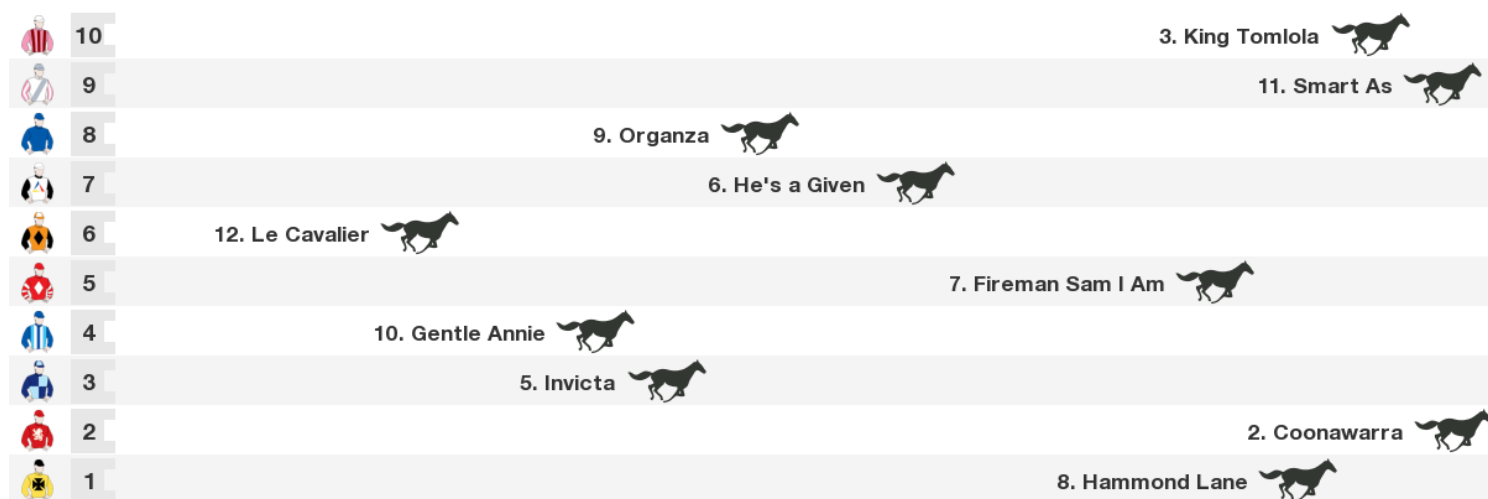 10 3. King Tomlola
9 11. Smart As
8 9. Organza
7 6. He's a Given
6 12. Le Cavalier
5 7. Fireman Sam I Am
4 10. Gentle Annie
3 5. Invicta
2 2. Coonawarra
1 8. Hammond Lane